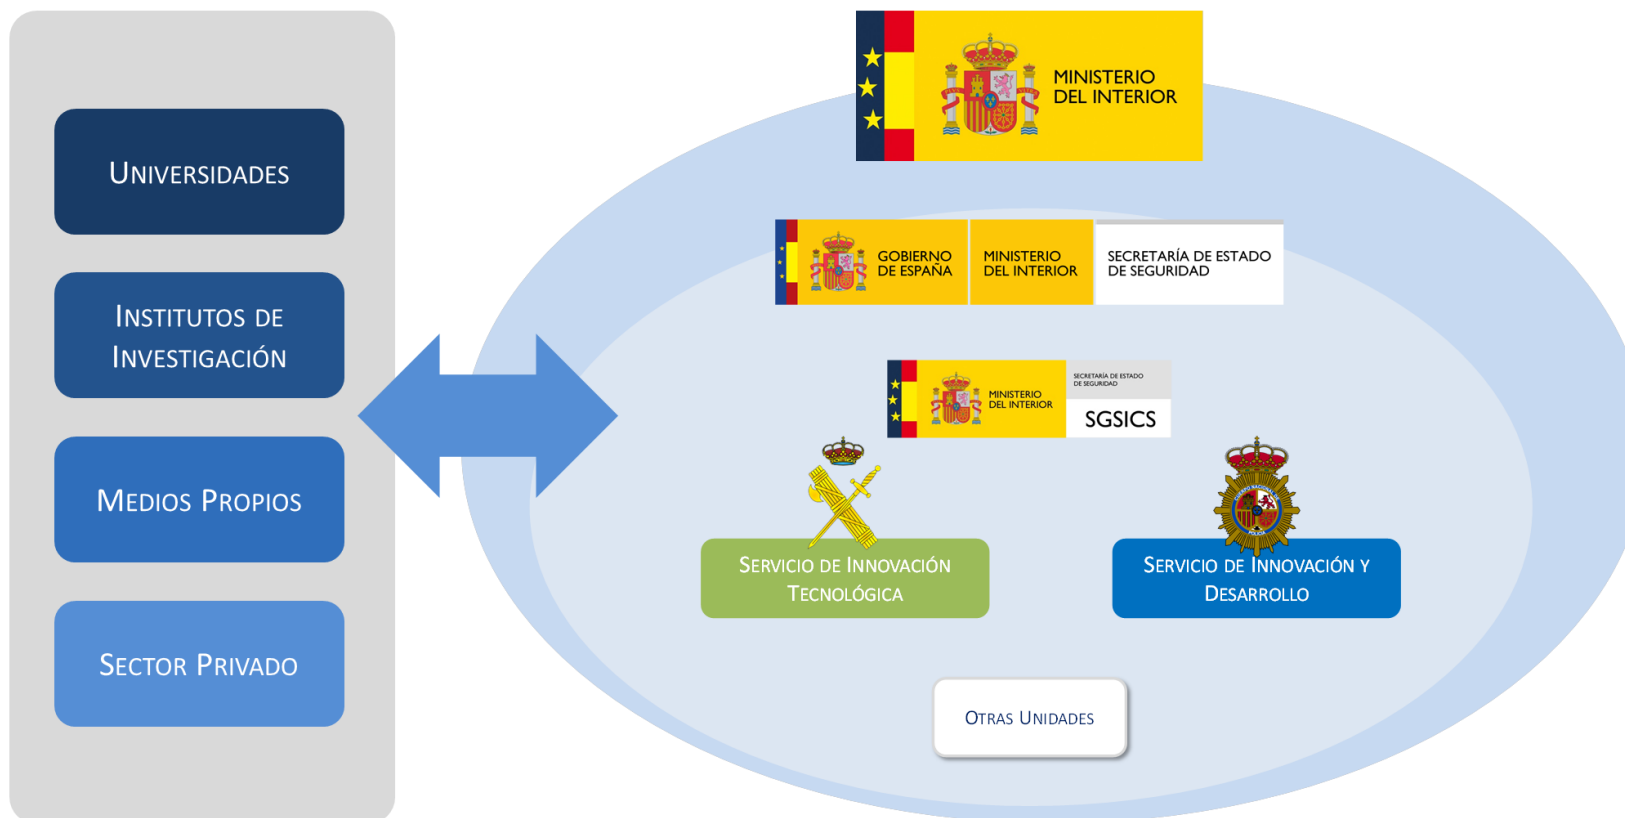 UNIVERSIDADES
INSTITUTOS DE
INVESTIGACIÓN
MEDIOS PROPIOS
SECTOR PRIVADO
MINISTERIO
DEL INTERIOR
GOBIERNO
DE ESPAÑA
MINISTERIO
DEL INTERIOR
SECRETARÍA DE ESTADO
DE SEGURIDAD
MINISTERIO
DEL INTERIOR
SECRETARÍA DE ESTADO
DE SEGURIDAD
SGSICS
SERVICIO DE INNOVACIÓN
TECNOLÓGICA
SERVICIO DE INNOVACIÓN Y
DESARROLLO
OTRAS UNIDADES